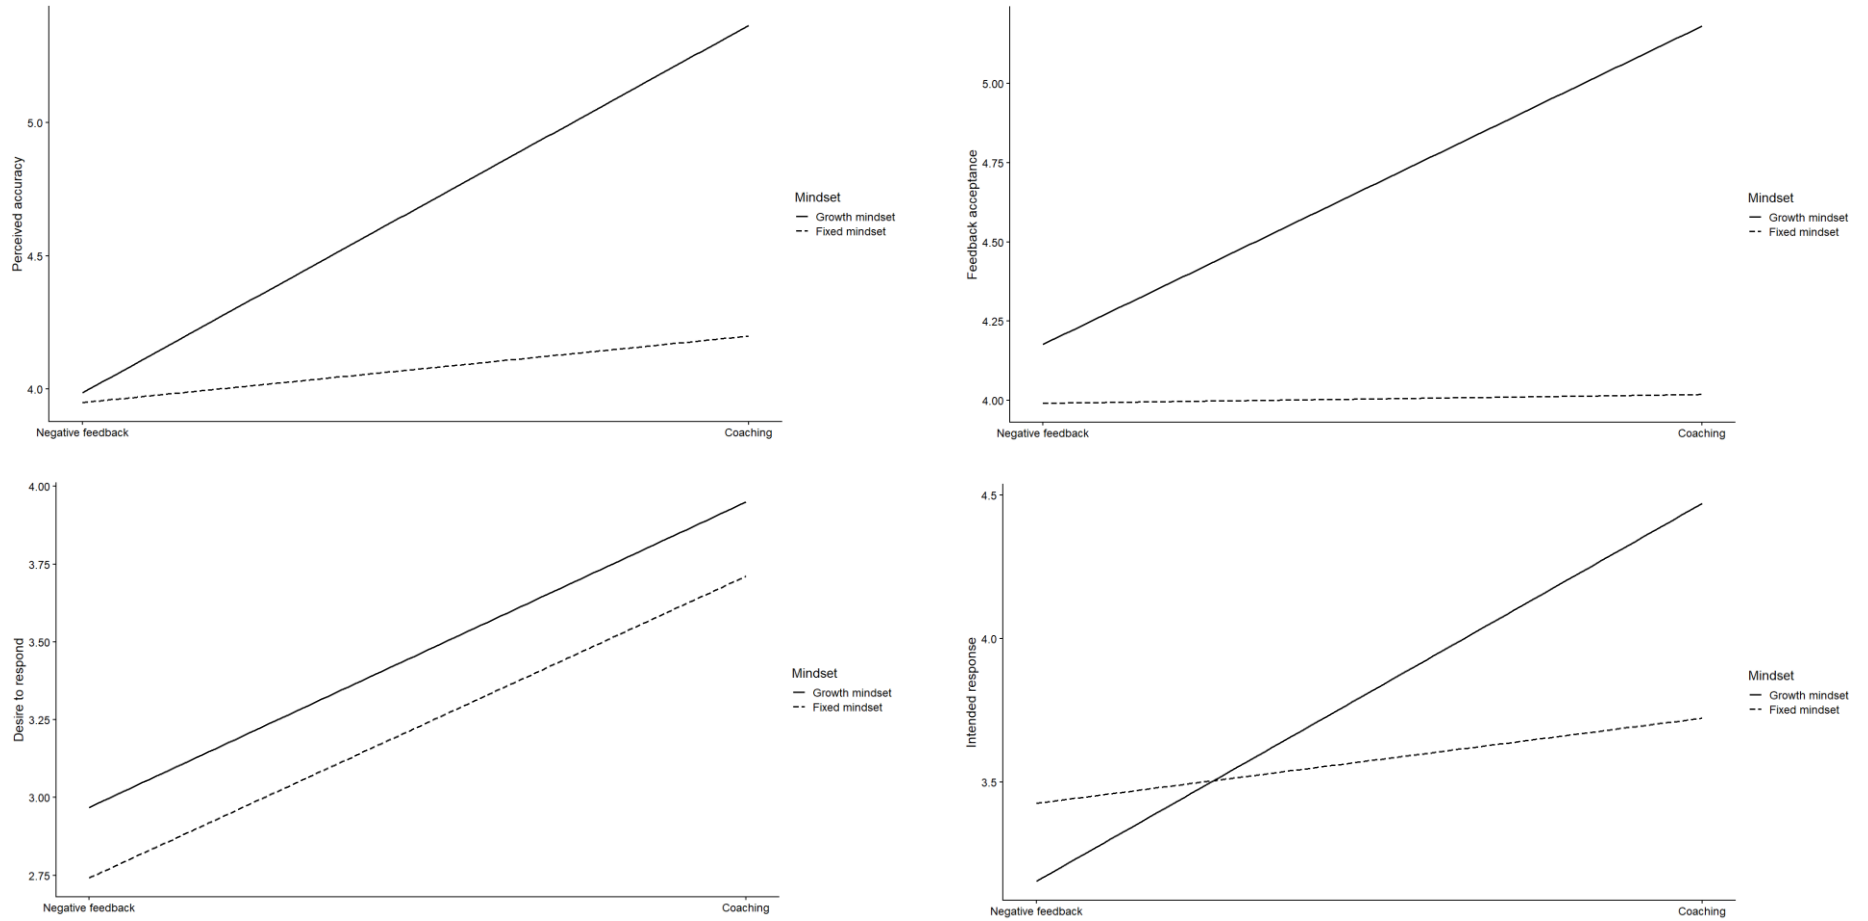 Perceived accuracy
5.0
4.5
4.0
Negative feedback
Coaching
Mindset
Growth mindset
Fixed mindset
Feedback acceptance
5.00
4.75
4.50
4.25
4.00
Negative feedback
Coaching
Mindset
Growth mindset
Fixed mindset
Desire to respond
4.00
3.75
3.50
3.25
3.00
2.75
Negative feedback
Coaching
Mindset
Growth mindset
Fixed mindset
Intended response
4.5
4.0
3.5
Negative feedback
Coaching
Mindset
Growth mindset
Fixed mindset